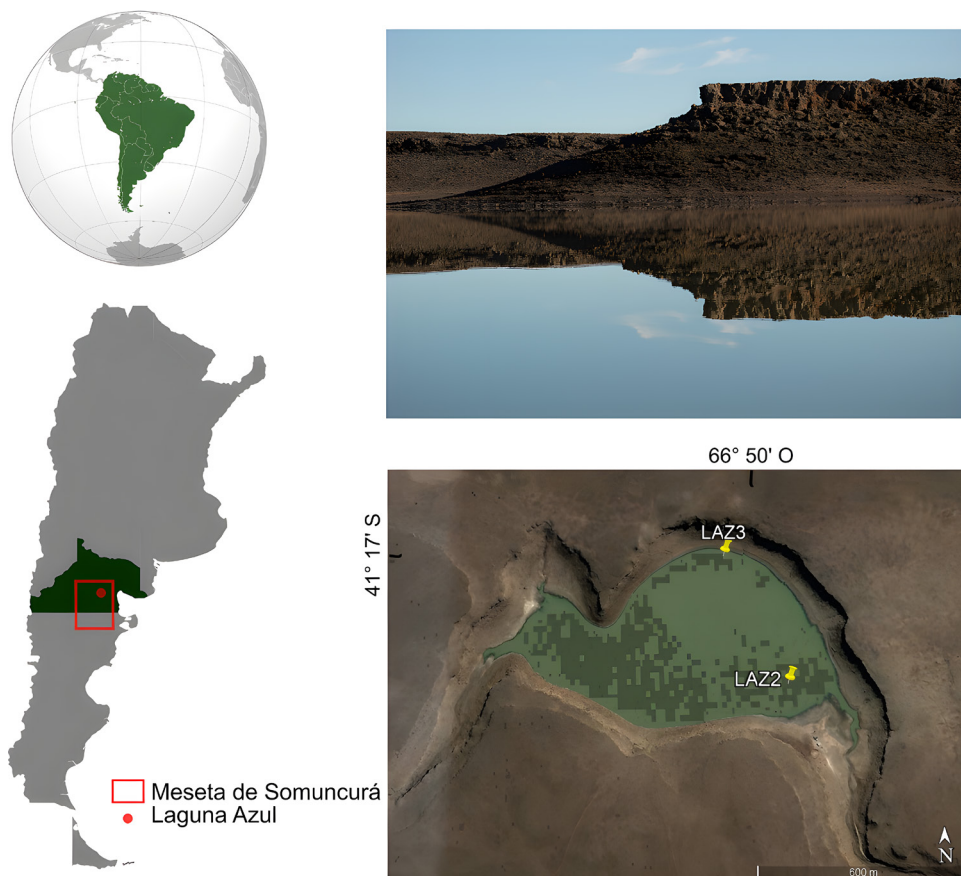 66° 50' O
41° 17' S
LAZ3
LAZ2
Meseta de Somuncurá
Laguna Azul
N
600 m